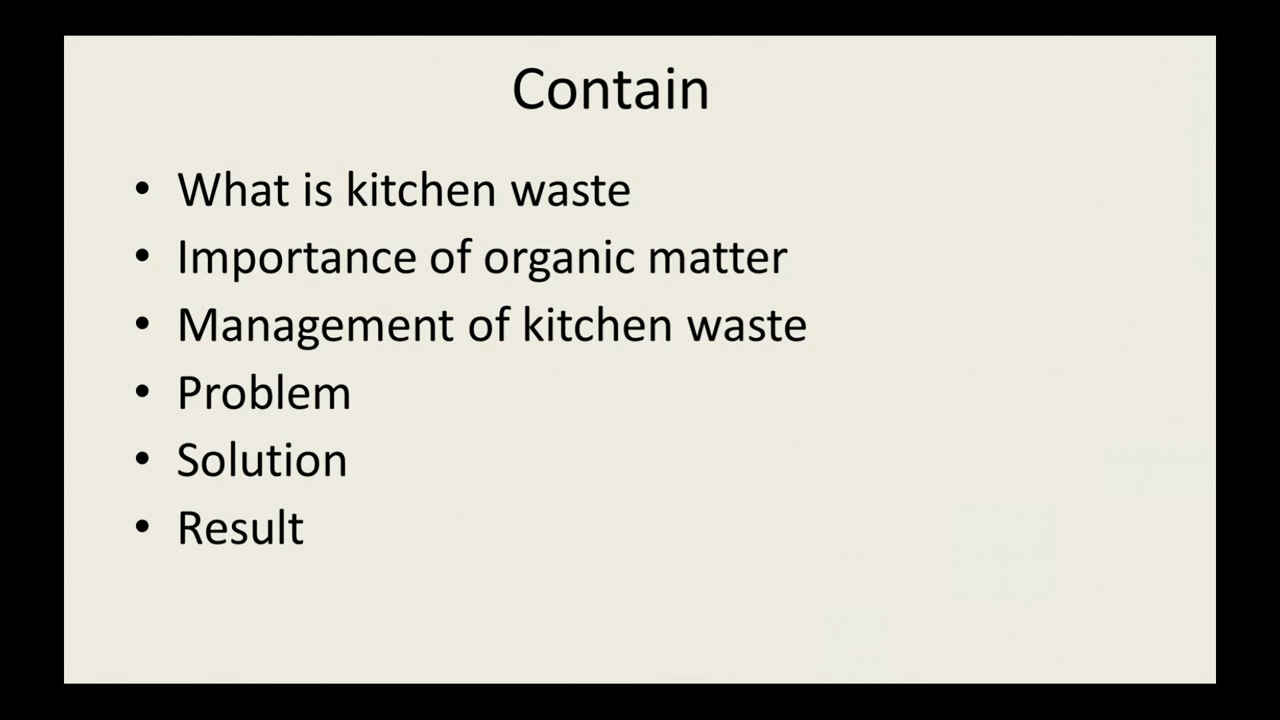 Contain
• What is kitchen waste
• Importance of organic matter
• Management of kitchen waste
• Problem
• Solution
• Result